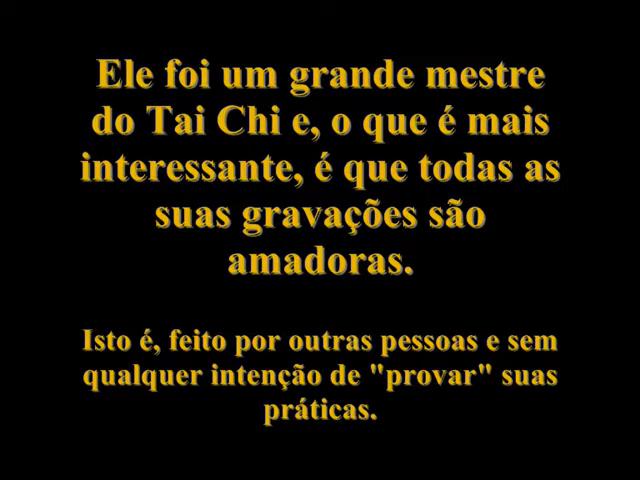 Ele foi um grande mestre
do Tai Chi e, o que é mais
interessante, é que todas as
suas gravações são
amadoras.
Isto é, feito por outras pessoas e sem
qualquer intenção de "provar" suas
práticas.